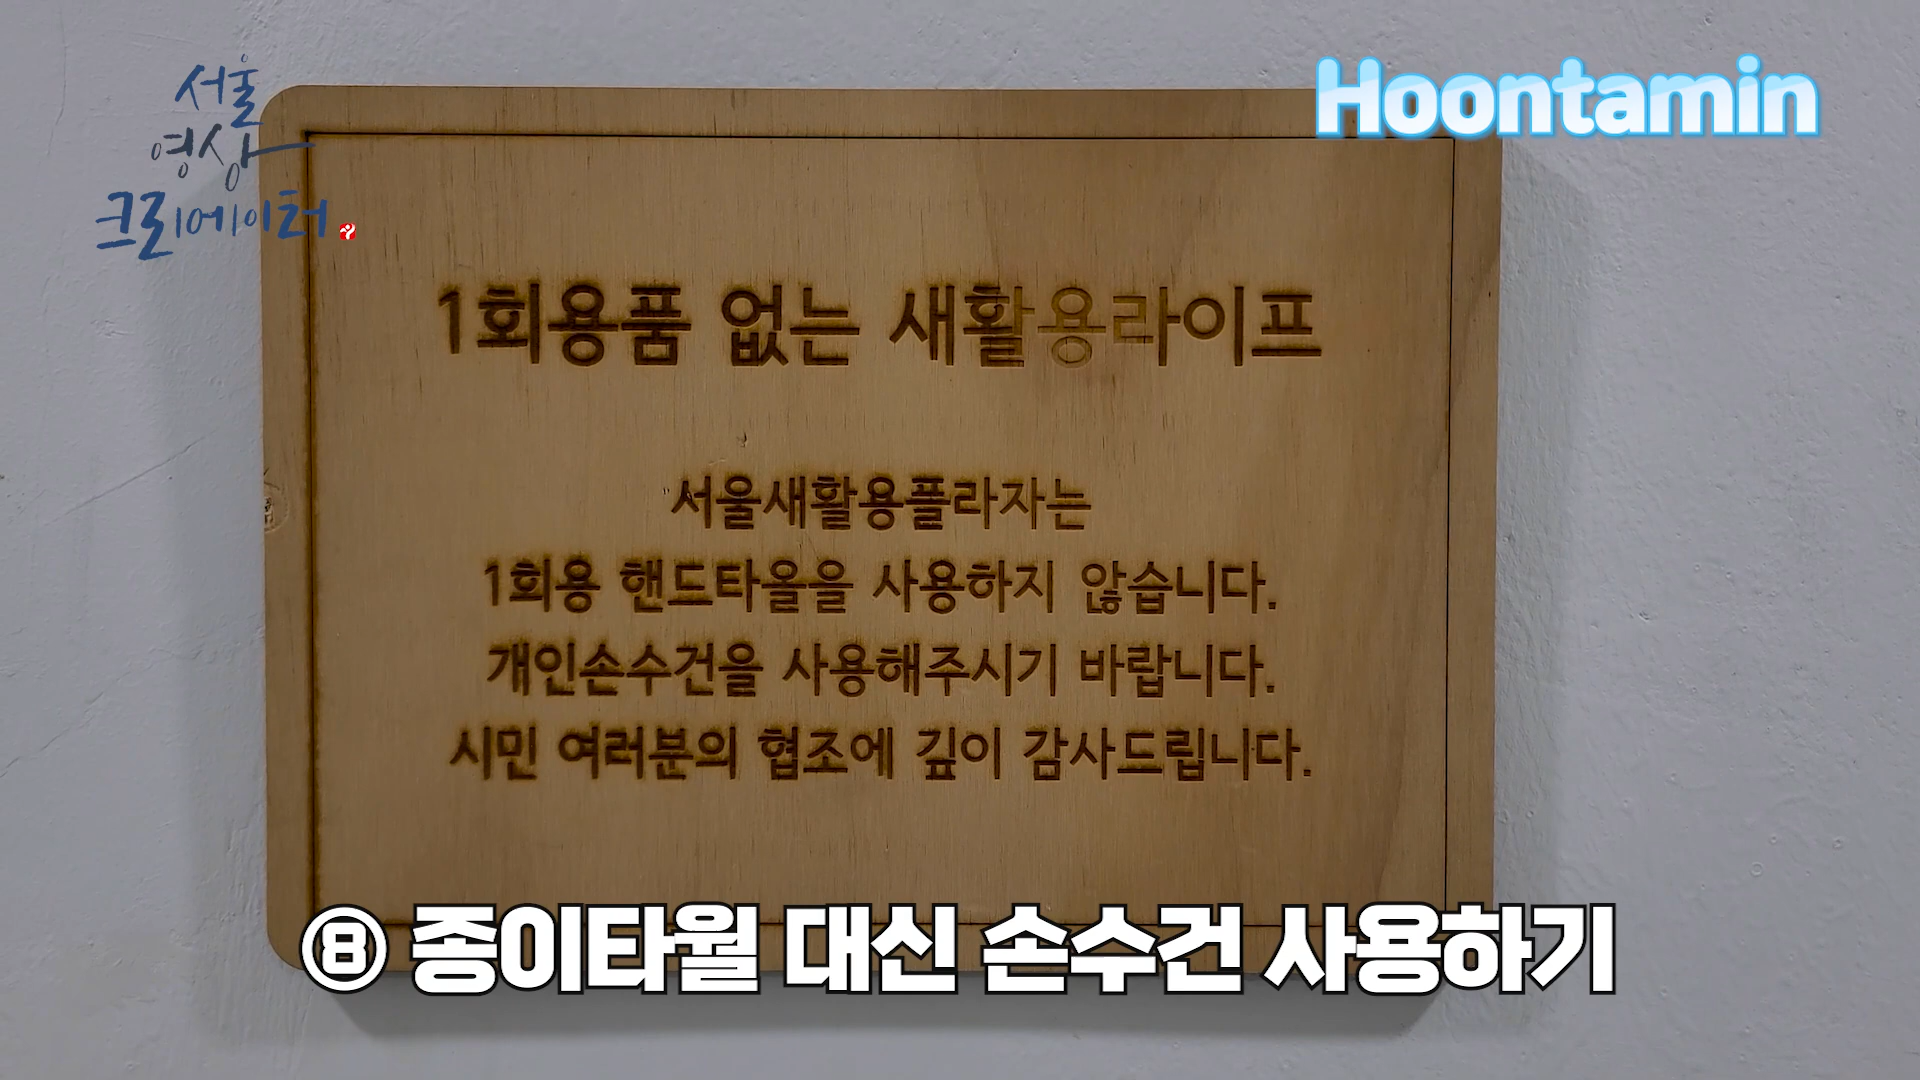 서울
영상
크리에이터
Hoontamin
1회용품 없는 새활용라이프
서울새활용플라자는
1회용 핸드타올을 사용하지 않습니다.
개인손수건을 사용해주시기 바랍니다.
시민 여러분의 협조에 깊이 감사드립니다.
⑧ 종이타월 대신 손수건 사용하기